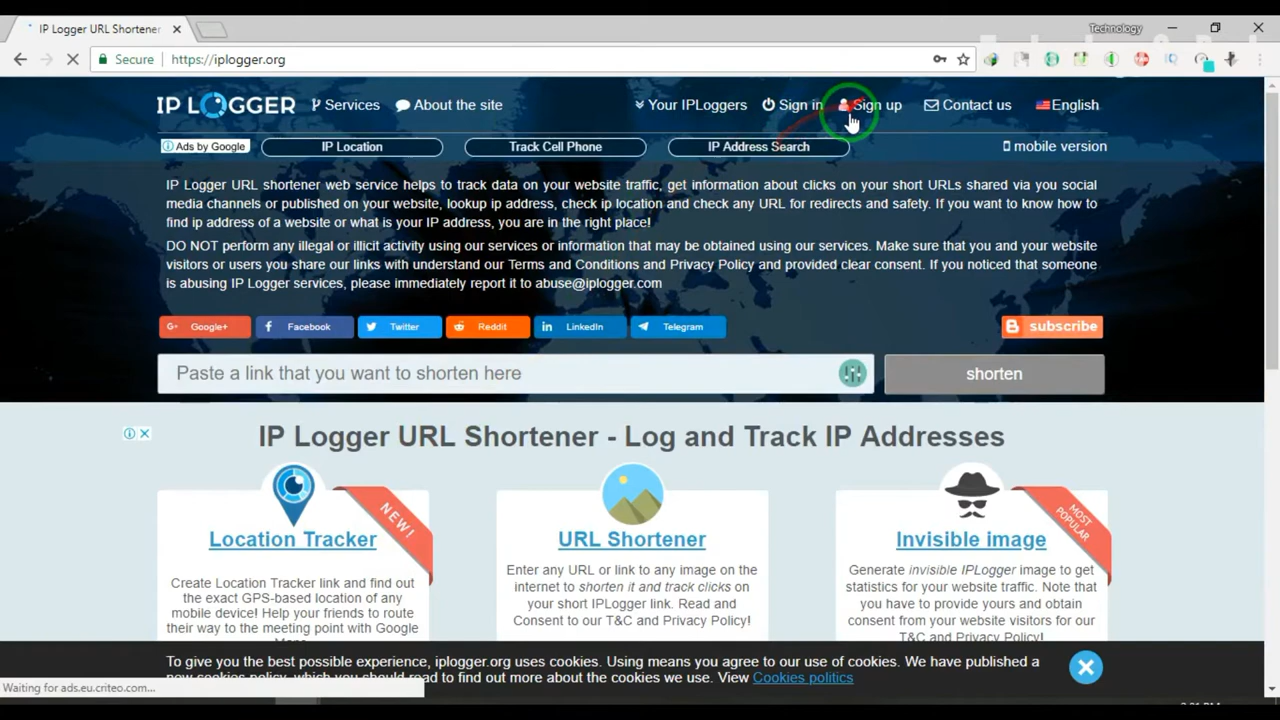 IP Logger URL Shortener
Technology
Secure https://iplogger.org
IP LOGGER Services About the site Your IPLoggers Sign in Sign up Contact us English
Ads by Google IP Location Track Cell Phone IP Address Search mobile version
IP Logger URL shortener web service helps to track data on your website traffic, get information about clicks on your short URLs shared via you social
media channels or published on your website, lookup ip address, check ip location and check any URL for redirects and safety. If you want to know how to
find ip address of a website or what is your IP address, you are in the right place!
DO NOT perform any illegal or illicit activity using our services or information that may be obtained using our services. Make sure that you and your website
visitors or users you share our links with understand our Terms and Conditions and Privacy Policy and provided clear consent. If you noticed that someone
is abusing IP Logger services, please immediately report it to abuse@iplogger.com
Google+ Facebook Twitter Reddit LinkedIn Telegram subscribe
Paste a link that you want to shorten here shorten
IP Logger URL Shortener - Log and Track IP Addresses
NEW!
MOST POPULAR
Location Tracker
Create Location Tracker link and find out
the exact GPS-based location of any
mobile device! Help your friends to route
their way to the meeting point with Google
URL Shortener
Enter any URL or link to any image on the
internet to shorten it and track clicks on
your short IPLogger link. Read and
Consent to our T&C and Privacy Policy!
Invisible image
Generate invisible IPLogger image to get
statistics for your website traffic. Note that
you have to provide yours and obtain
consent from your website visitors for our
T&C and Privacy Policy!
To give you the best possible experience, iplogger.org uses cookies. Using means you agree to our use of cookies. We have published a
new cookies policy, which you should read to find out more about the cookies we use. View Cookies politics
Waiting for ads.eu.criteo.com...